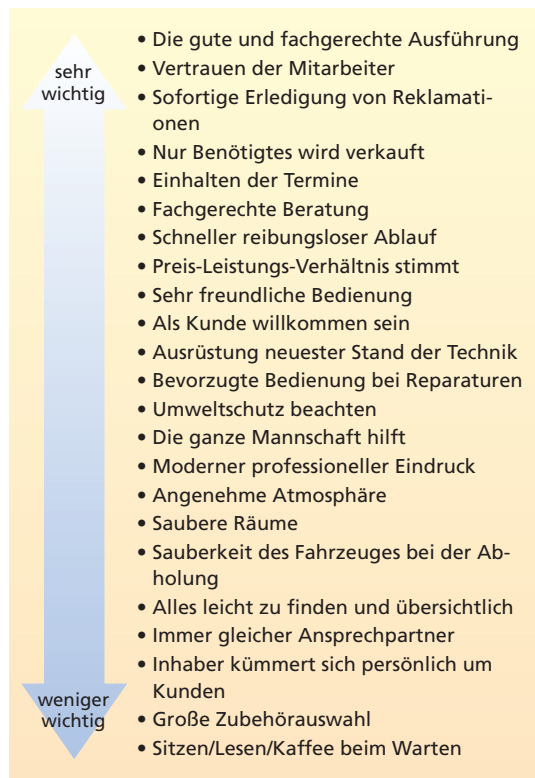 sehr
wichtig
• Die gute und fachgerechte Ausführung
• Vertrauen der Mitarbeiter
• Sofortige Erledigung von Reklamati-
onen
• Nur Benötigtes wird verkauft
• Einhalten der Termine
• Fachgerechte Beratung
• Schneller reibungsloser Ablauf
• Preis-Leistungs-Verhältnis stimmt
• Sehr freundliche Bedienung
• Als Kunde willkommen sein
• Ausrüstung neuester Stand der Technik
• Bevorzugte Bedienung bei Reparaturen
• Umweltschutz beachten
• Die ganze Mannschaft hilft
• Moderner professioneller Eindruck
• Angenehme Atmosphäre
• Saubere Räume
• Sauberkeit des Fahrzeuges bei der Ab-
holung
• Alles leicht zu finden und übersichtlich
• Immer gleicher Ansprechpartner
• Inhaber kümmert sich persönlich um
Kunden
• Große Zubehörauswahl
• Sitzen/Lesen/Kaffee beim Warten
weniger
wichtig